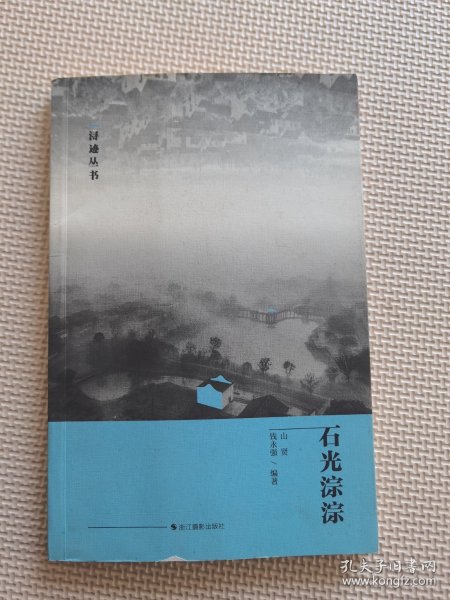 浔迹丛书
石光淙淙
山贤
钱永强/编著
浙江摄影出版社
孔夫子旧书网
www.kongfz.com